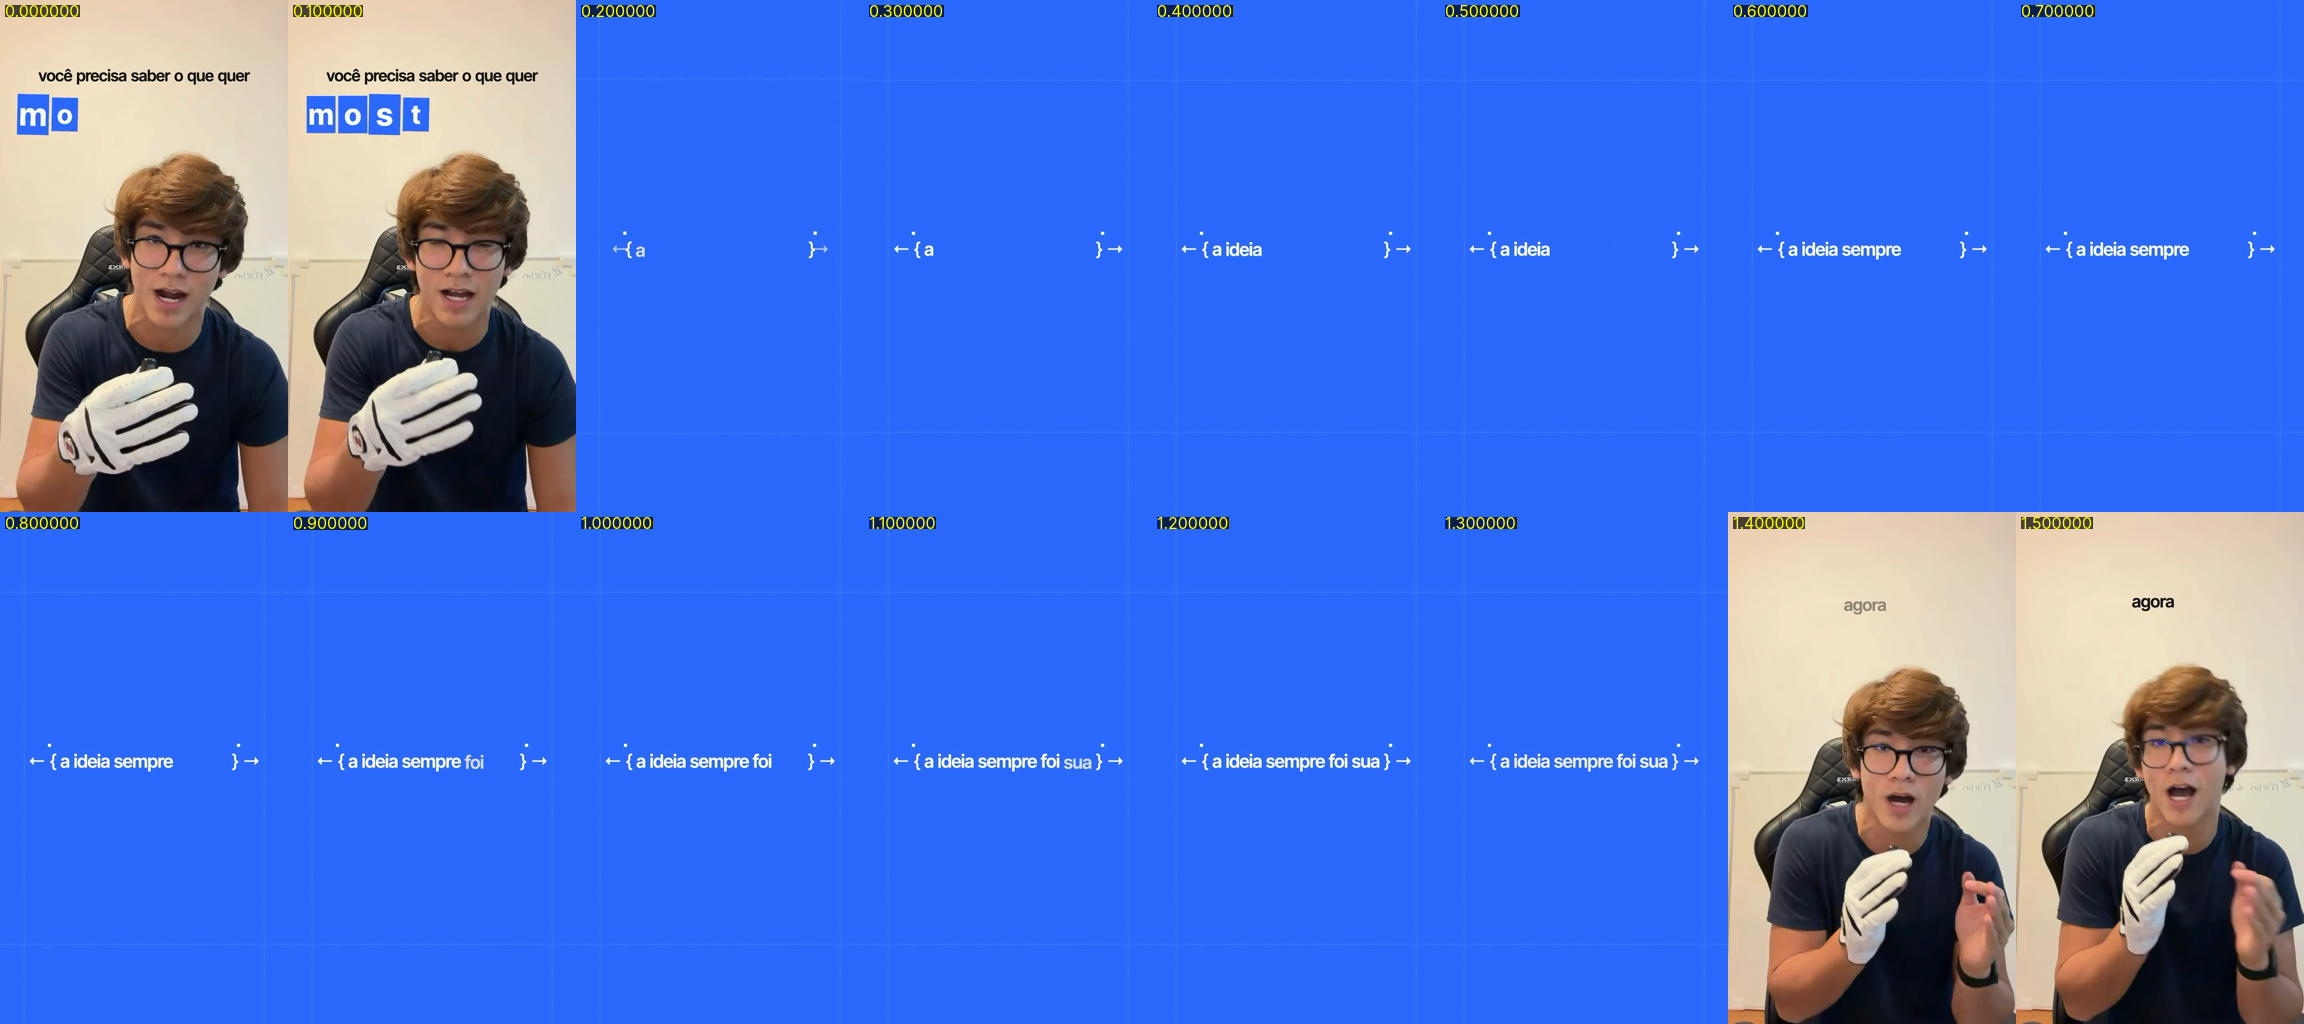 0.000000
você precisa saber o que quer
mo
0.100000
você precisa saber o que quer
most
0.200000
←{ a }→
0.300000
← { a } →
0.400000
← { a ideia } →
0.500000
← { a ideia } →
0.600000
← { a ideia sempre } →
0.700000
← { a ideia sempre } →
0.800000
← { a ideia sempre } →
0.900000
← { a ideia sempre foi } →
1.000000
← { a ideia sempre foi } →
1.100000
← { a ideia sempre foi sua } →
1.200000
← { a ideia sempre foi sua } →
1.300000
← { a ideia sempre foi sua } →
1.400000
agora
1.500000
agora